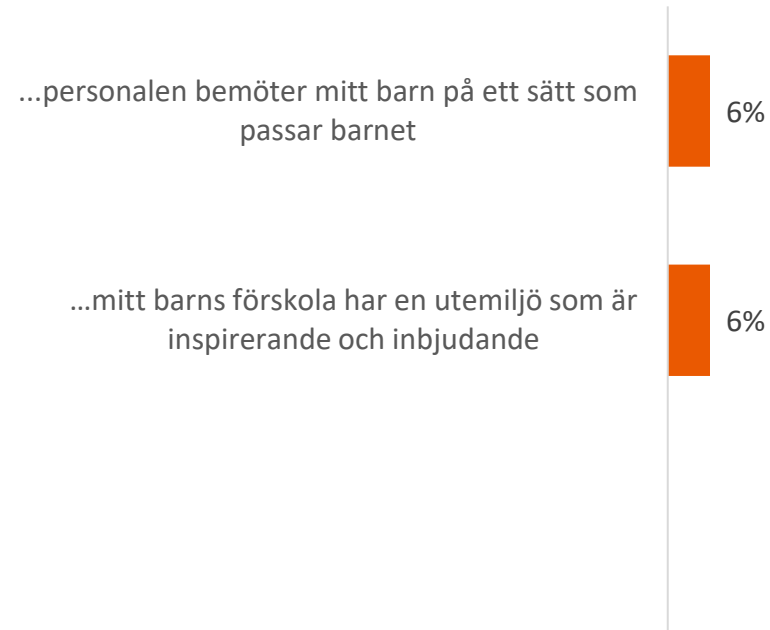 ...personalen bemöter mitt barn på ett sätt som
passar barnet
6%
...mitt barns förskola har en utemiljö som är
inspirerande och inbjudande
6%